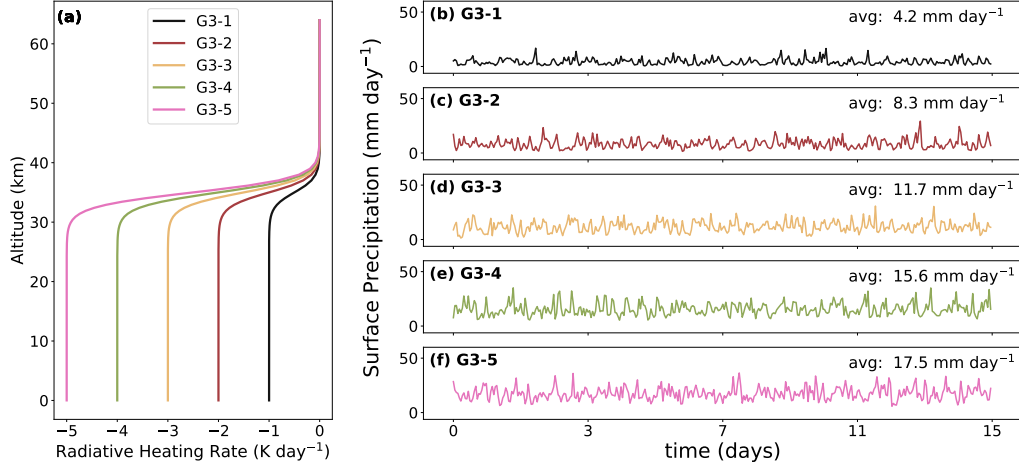 (a)
G3-1
G3-2
G3-3
G3-4
G3-5
60
50
40
30
20
10
0
Altitude (km)
−5 −4 −3 −2 −1 0
Radiative Heating Rate (K day⁻¹)
Surface Precipitation (mm day⁻¹)
(b) G3-1 avg: 4.2 mm day⁻¹
50
0
(c) G3-2 avg: 8.3 mm day⁻¹
50
0
(d) G3-3 avg: 11.7 mm day⁻¹
50
0
(e) G3-4 avg: 15.6 mm day⁻¹
50
0
(f) G3-5 avg: 17.5 mm day⁻¹
50
0
0 3 7 11 15
time (days)